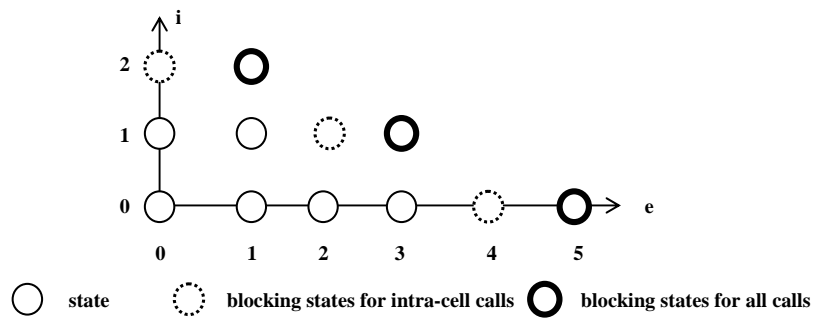 i
2
1
0
e
0 1 2 3 4 5
state blocking states for intra-cell calls blocking states for all calls